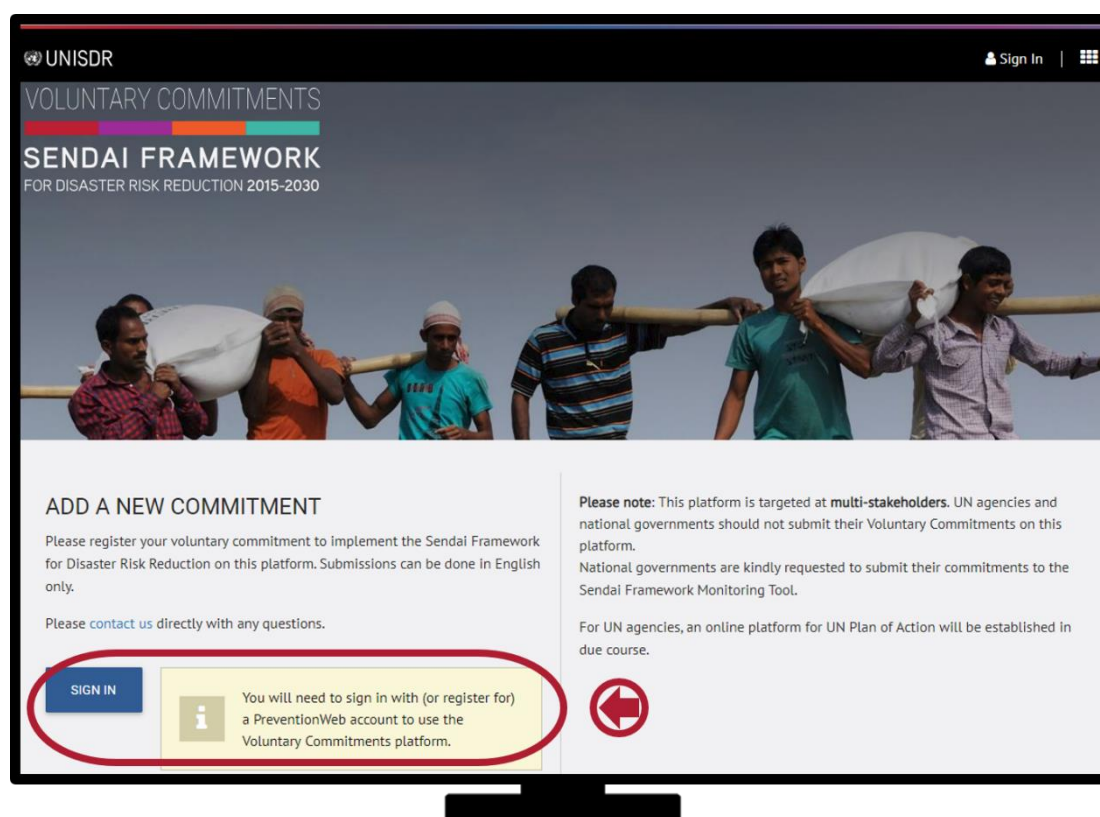 UNISDR
Sign In |
VOLUNTARY COMMITMENTS
SENDAI FRAMEWORK
FOR DISASTER RISK REDUCTION 2015-2030
ADD A NEW COMMITMENT
Please register your voluntary commitment to implement the Sendai Framework
for Disaster Risk Reduction on this platform. Submissions can be done in English
only.
Please contact us directly with any questions.
SIGN IN
You will need to sign in with (or register for)
a PreventionWeb account to use the
Voluntary Commitments platform.
Please note: This platform is targeted at multi-stakeholders. UN agencies and
national governments should not submit their Voluntary Commitments on this
platform.
National governments are kindly requested to submit their commitments to the
Sendai Framework Monitoring Tool.
For UN agencies, an online platform for UN Plan of Action will be established in
due course.